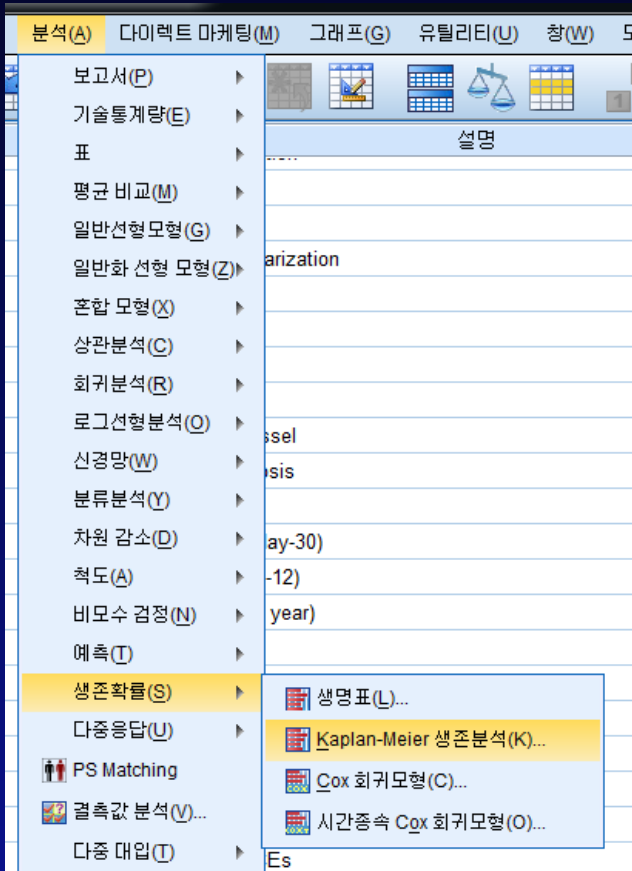 분석(A) 다이렉트 마케팅(M) 그래프(G) 유틸리티(U) 창(W)
보고서(P)
기술통계량(E)
설명
표
평균 비교(M)
일반선형모형(G)
arization
일반화 선형 모형(Z)
혼합 모형(X)
상관분석(C)
회귀분석(R)
로그선형분석(O)
ssel
신경망(W)
osis
분류분석(Y)
차원 감소(D)
ay-30)
척도(A)
-12)
비모수 검정(N)
year)
예측(T)
생존확률(S)
생명표(L)...
다중응답(U)
Kaplan-Meier 생존분석(K)...
PS Matching
Cox 회귀모형(C)...
결측값 분석(V)...
시간종속 Cox 회귀모형(O)...
다중 대입(T)
Es